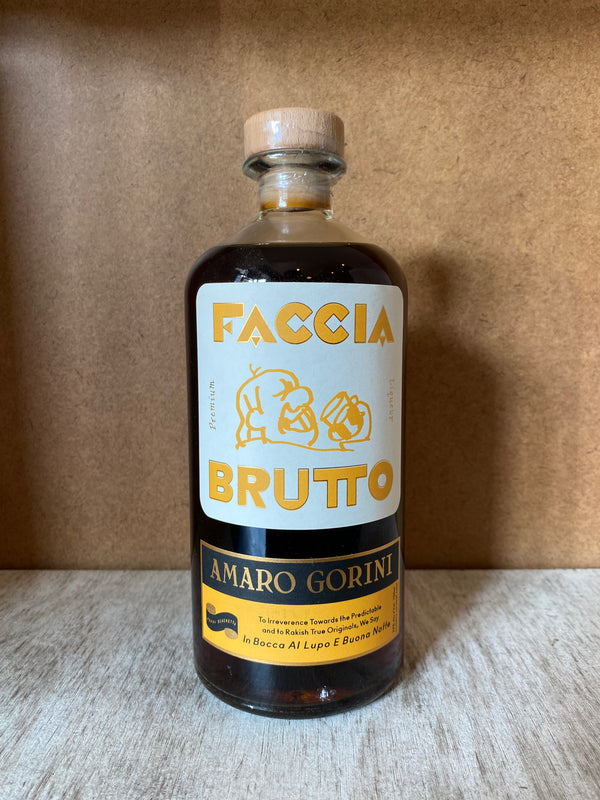 FACCIA
Premium
Liqueur
BRUTTO
AMARO GORINI
To Irreverence Towards the Predictable
and to Rakish True Originals, We Say
In Bocca Al Lupo E Buona Notte